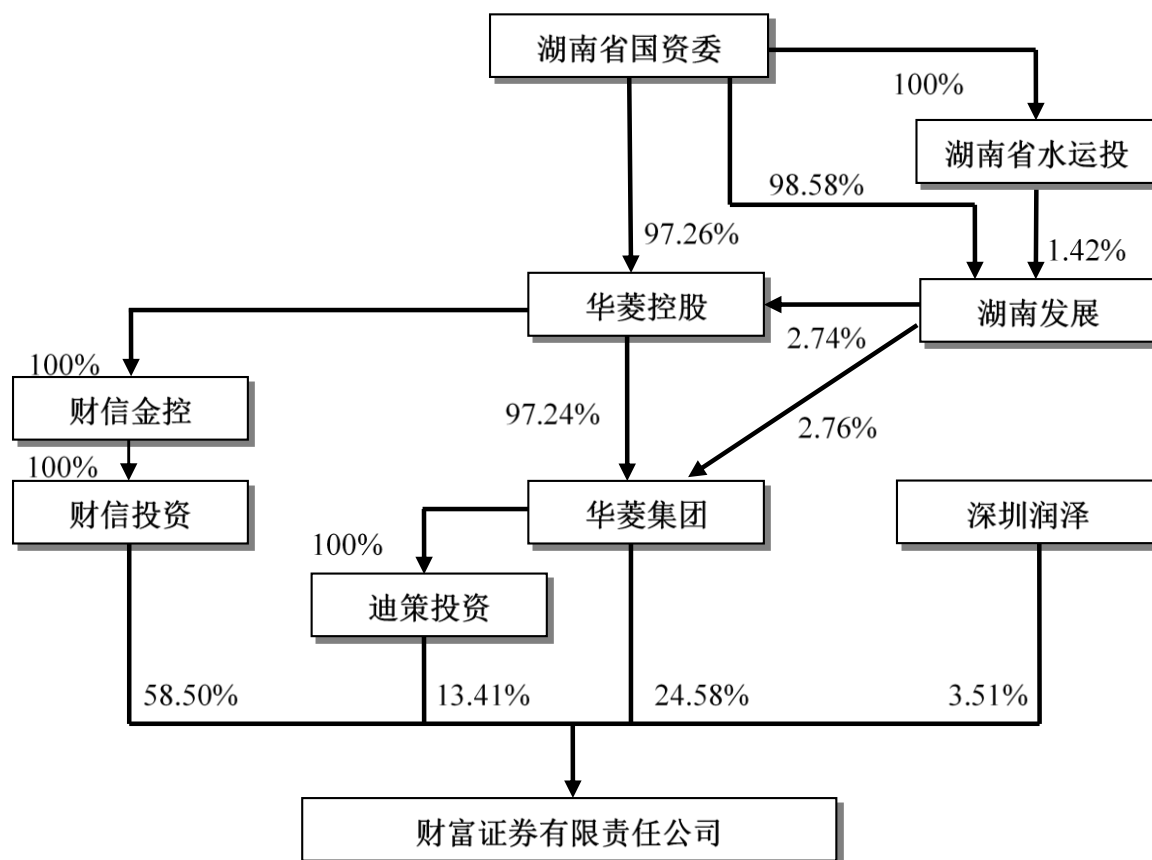 湖南省国资委
100%
湖南省水运投
98.58%
97.26%
1.42%
华菱控股
湖南发展
2.74%
100%
财信金控
97.24%
2.76%
100%
财信投资
华菱集团
深圳润泽
100%
迪策投资
58.50%
13.41%
24.58%
3.51%
财富证券有限责任公司